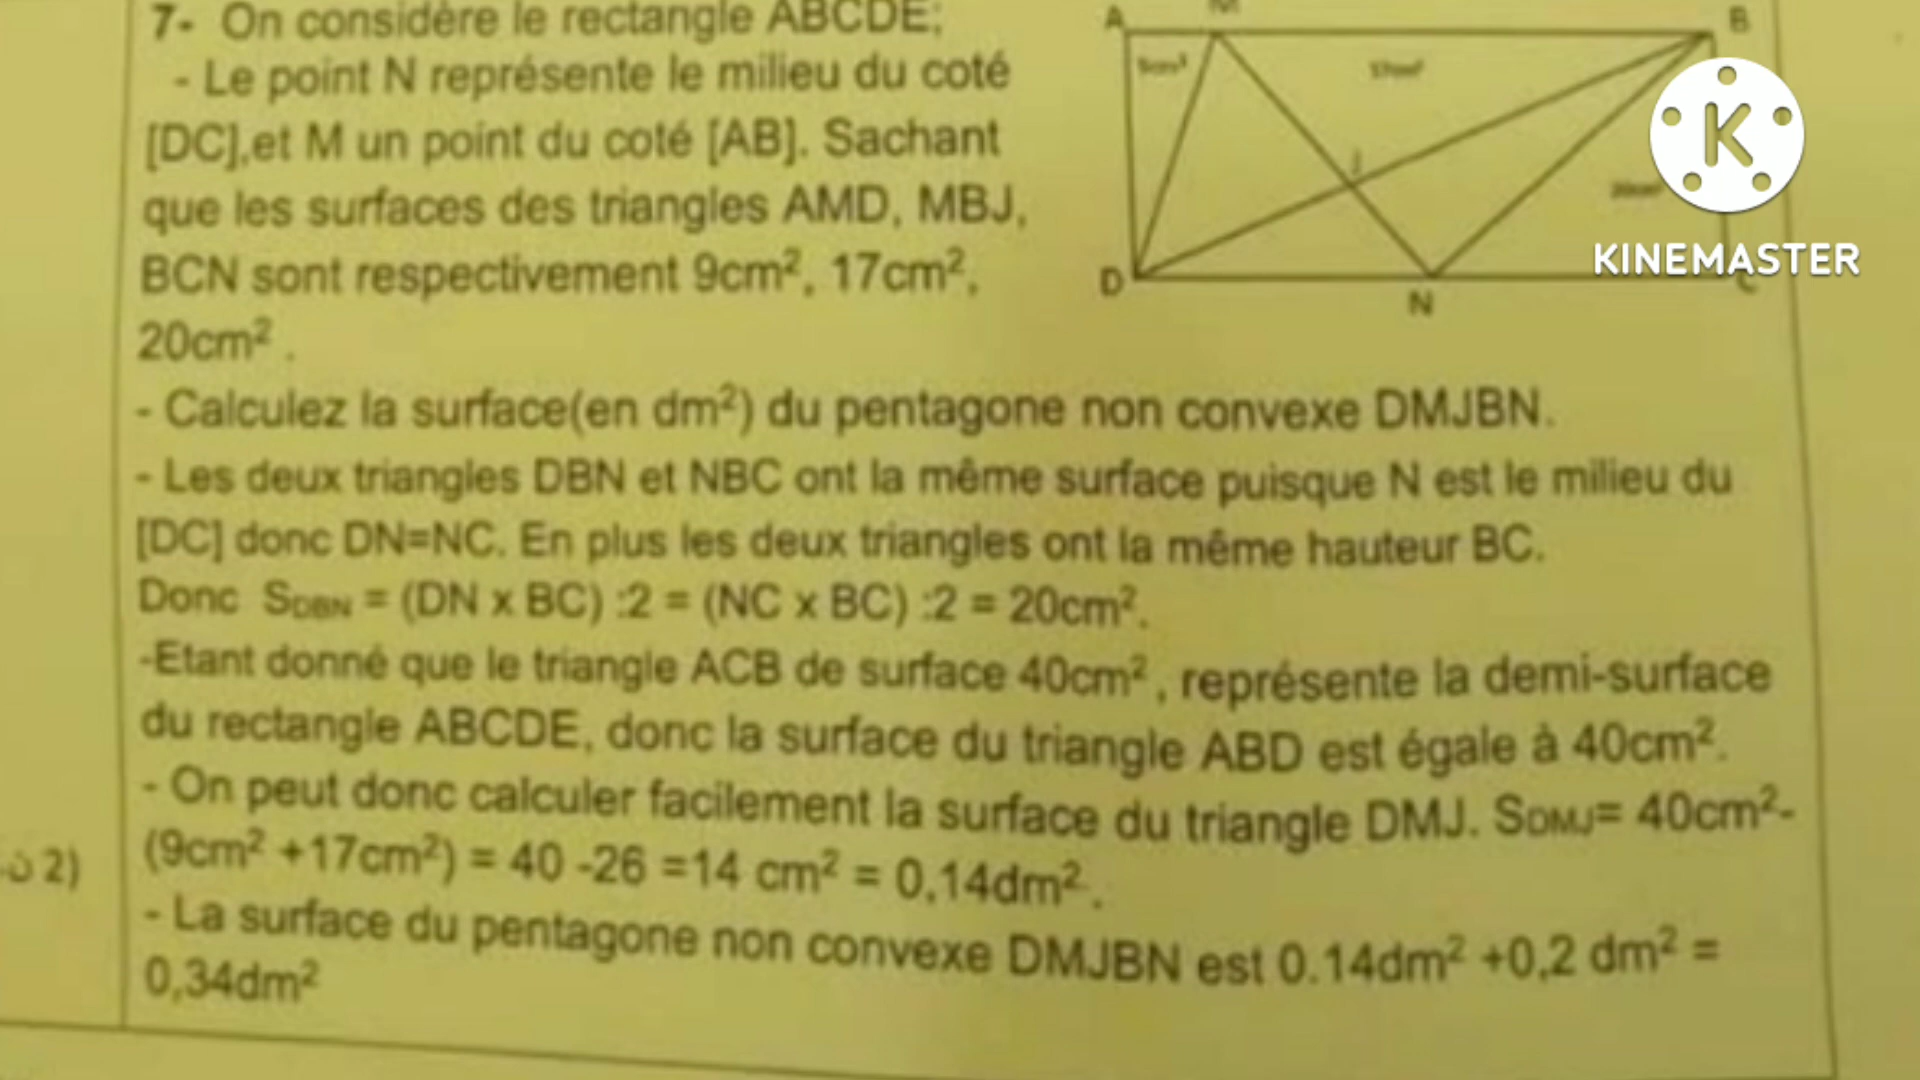 7- On considère le rectangle ABCDE;
- Le point N représente le milieu du coté
[DC],et M un point du coté [AB]. Sachant
que les surfaces des triangles AMD, MBJ,
BCN sont respectivement 9cm², 17cm²,
20cm².
A M B
J
D N C
K
KINEMASTER
- Calculez la surface(en dm²) du pentagone non convexe DMJBN.
- Les deux triangles DBN et NBC ont la même surface puisque N est le milieu du
[DC] donc DN=NC. En plus les deux triangles ont la même hauteur BC.
Donc SDBN = (DN x BC) :2 = (NC x BC) :2 = 20cm².
-Etant donné que le triangle ACB de surface 40cm², représente la demi-surface
du rectangle ABCDE, donc la surface du triangle ABD est égale à 40cm².
- On peut donc calculer facilement la surface du triangle DMJ. SDMJ= 40cm²-
(9cm² +17cm²) = 40 -26 =14 cm² = 0,14dm².
- La surface du pentagone non convexe DMJBN est 0.14dm² +0,2 dm² =
0,34dm²
2)